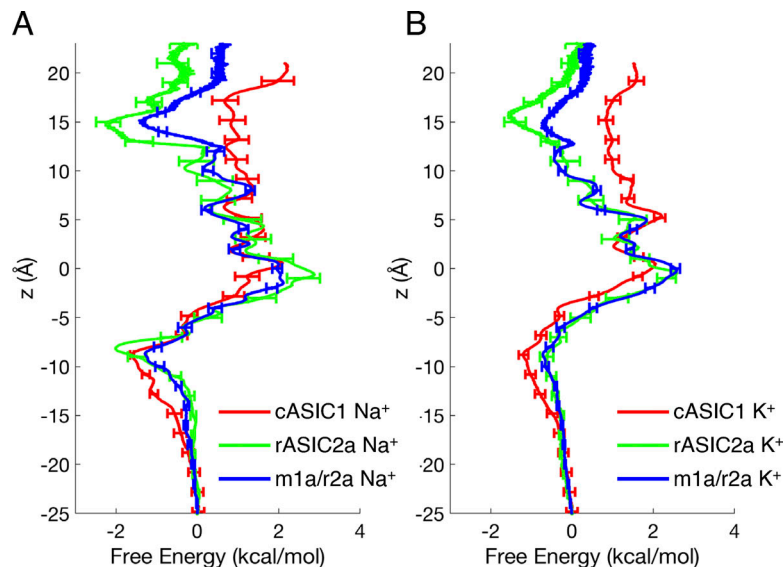 A
20
15
10
5
0
-5
-10
-15
-20
-25
z (Å)
-2
0
2
4
Free Energy (kcal/mol)
cASIC1 Na⁺
rASIC2a Na⁺
m1a/r2a Na⁺
B
20
15
10
5
0
-5
-10
-15
-20
-25
z (Å)
-2
0
2
4
Free Energy (kcal/mol)
cASIC1 K⁺
rASIC2a K⁺
m1a/r2a K⁺